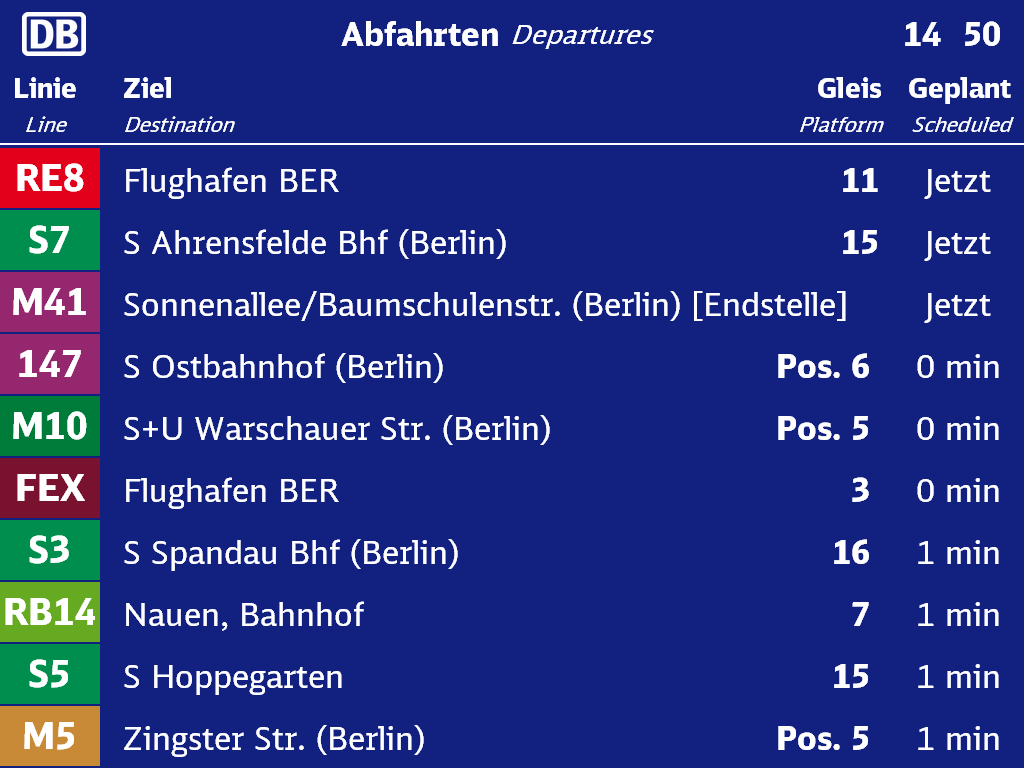 DB Abfahrten Departures 14 50
Linie Ziel Gleis Geplant
Line Destination Platform Scheduled
RE8 Flughafen BER 11 Jetzt
S7 S Ahrensfelde Bhf (Berlin) 15 Jetzt
M41 Sonnenallee/Baumschulenstr. (Berlin) [Endstelle] Jetzt
147 S Ostbahnhof (Berlin) Pos. 6 0 min
M10 S+U Warschauer Str. (Berlin) Pos. 5 0 min
FEX Flughafen BER 3 0 min
S3 S Spandau Bhf (Berlin) 16 1 min
RB14 Nauen, Bahnhof 7 1 min
S5 S Hoppegarten 15 1 min
M5 Zingster Str. (Berlin) Pos. 5 1 min